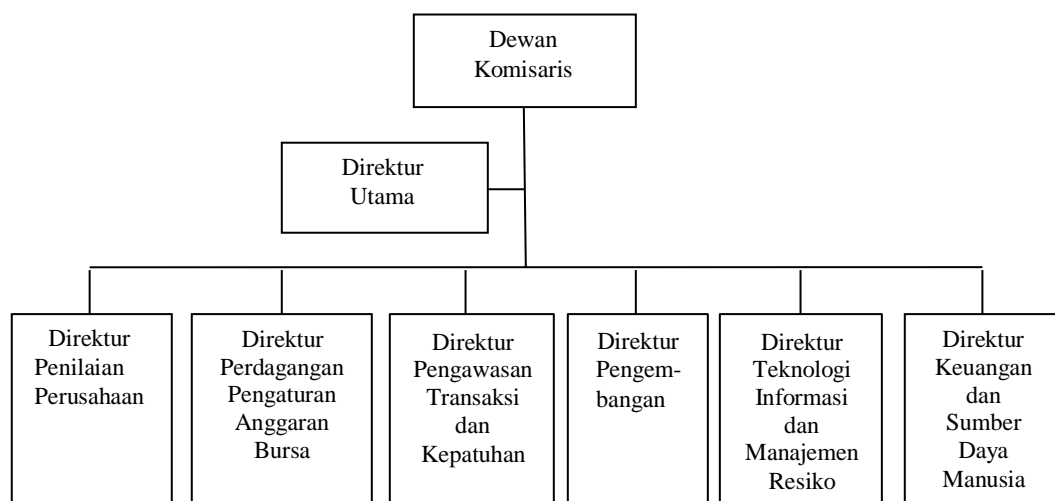 Dewan
Komisaris
Direktur
Utama
Direktur
Penilaian
Perusahaan
Direktur
Perdagangan
Pengaturan
Anggaran
Bursa
Direktur
Pengawasan
Transaksi
dan
Kepatuhan
Direktur
Pengem-
bangan
Direktur
Teknologi
Informasi
dan
Manajemen
Resiko
Direktur
Keuangan
dan
Sumber
Daya
Manusia